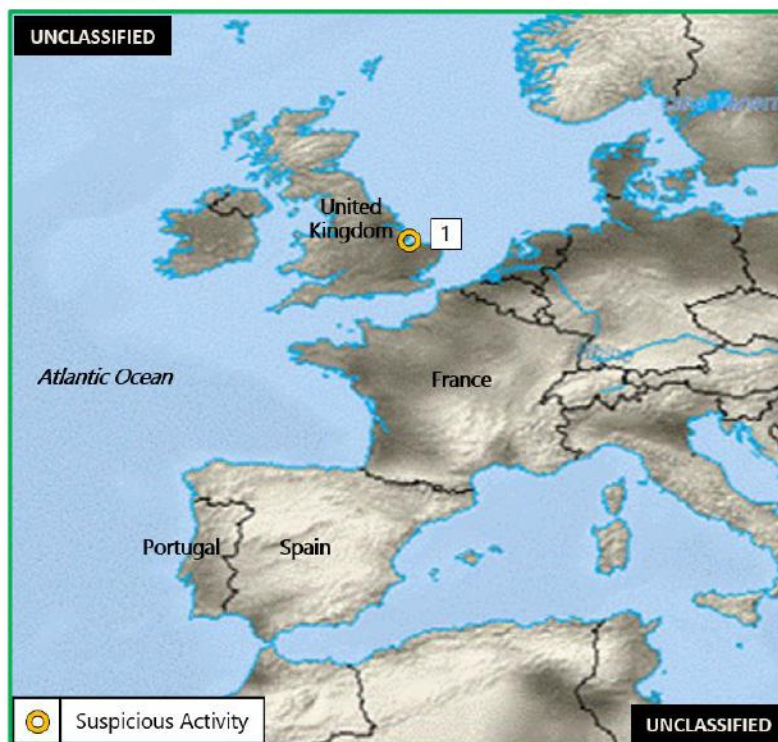 UNCLASSIFIED
United
Kingdom
1
Atlantic Ocean
France
Portugal
Spain
Suspicious Activity
UNCLASSIFIED